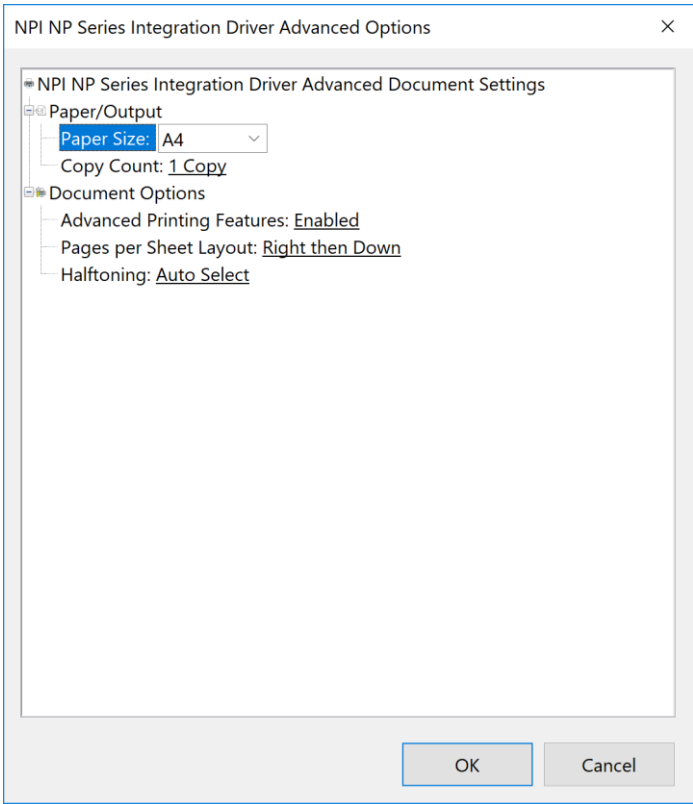 NPI NP Series Integration Driver Advanced Options
NPI NP Series Integration Driver Advanced Document Settings
Paper/Output
Paper Size: A4
Copy Count: 1 Copy
Document Options
Advanced Printing Features: Enabled
Pages per Sheet Layout: Right then Down
Halftoning: Auto Select
OK Cancel